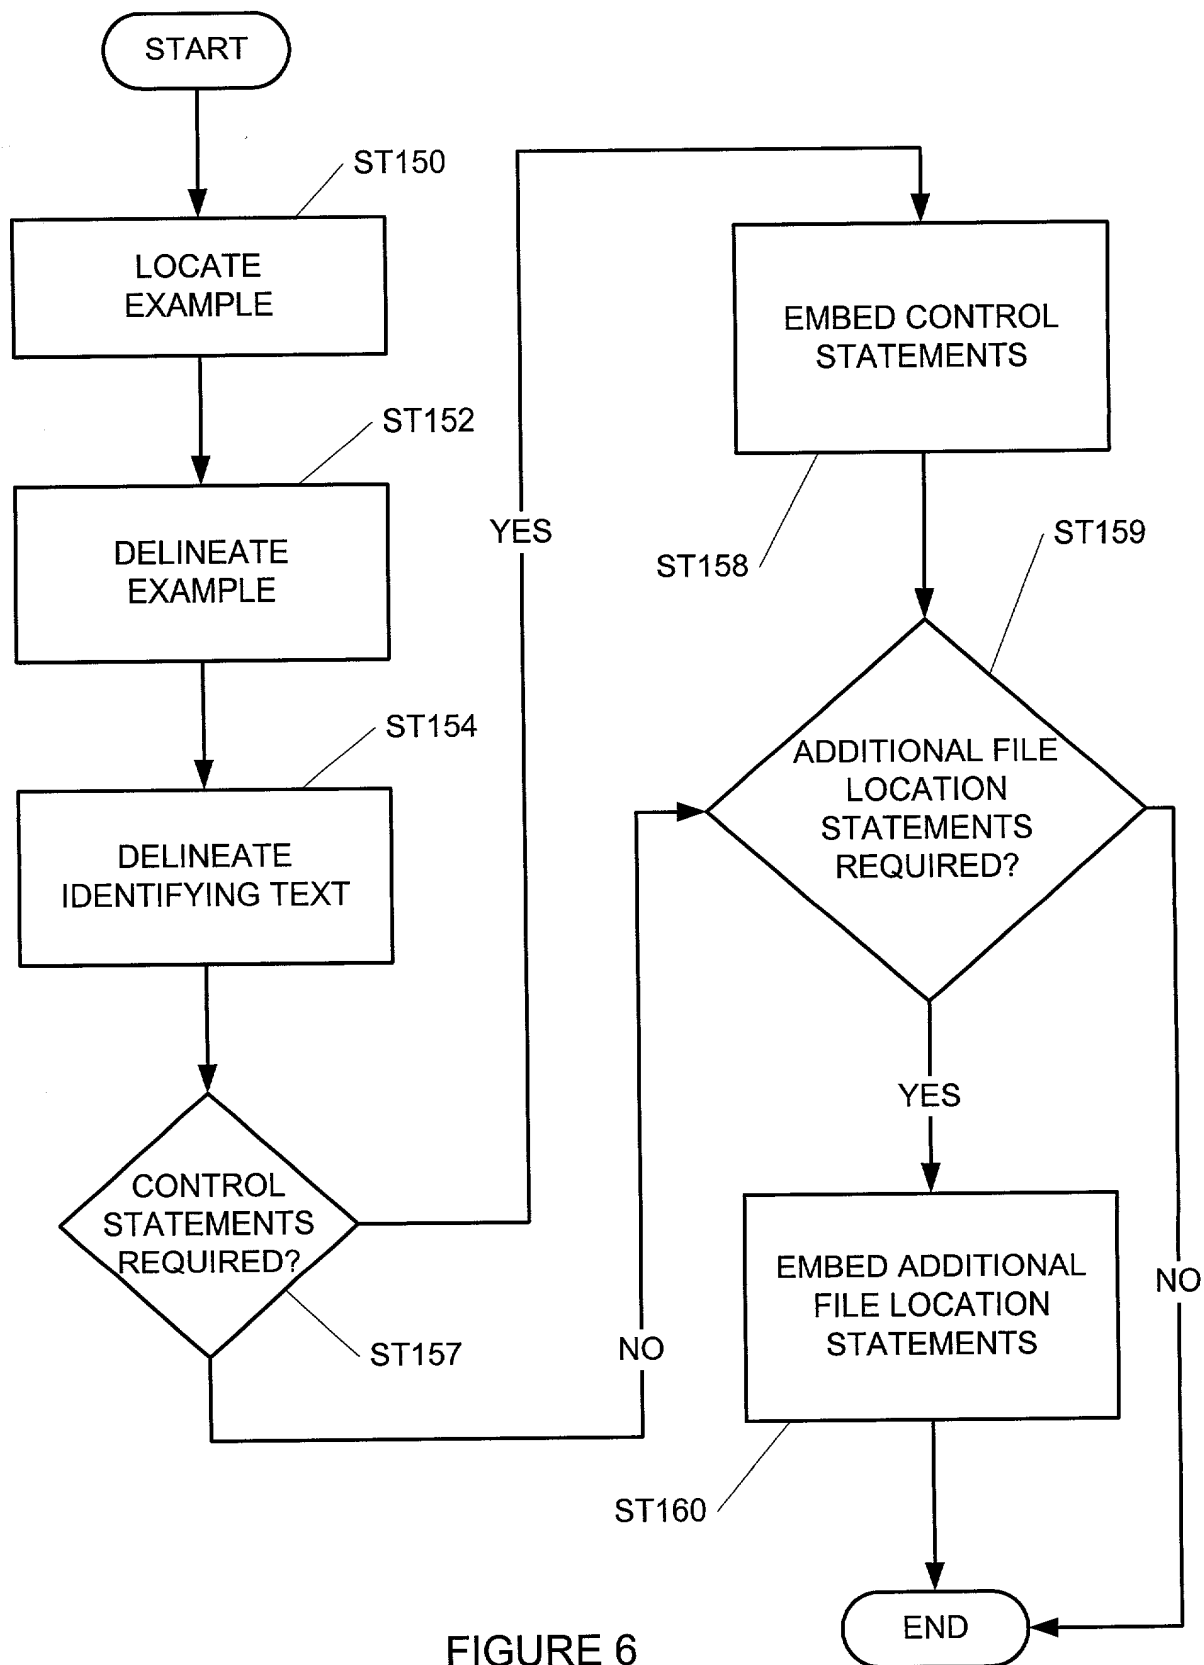 START
ST150
LOCATE
EXAMPLE
ST152
DELINEATE
EXAMPLE
ST154
DELINEATE
IDENTIFYING TEXT
CONTROL
STATEMENTS
REQUIRED?
ST157
YES
NO
EMBED CONTROL
STATEMENTS
ST158
ST159
ADDITIONAL FILE
LOCATION
STATEMENTS
REQUIRED?
YES
NO
EMBED ADDITIONAL
FILE LOCATION
STATEMENTS
ST160
END
FIGURE 6